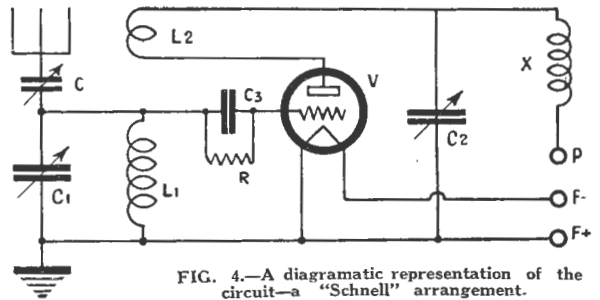 L2
X
C
C3
V
C2
P
R
C1
L1
F-
F+
FIG. 4.—A diagramatic representation of the
circuit—a "Schnell" arrangement.